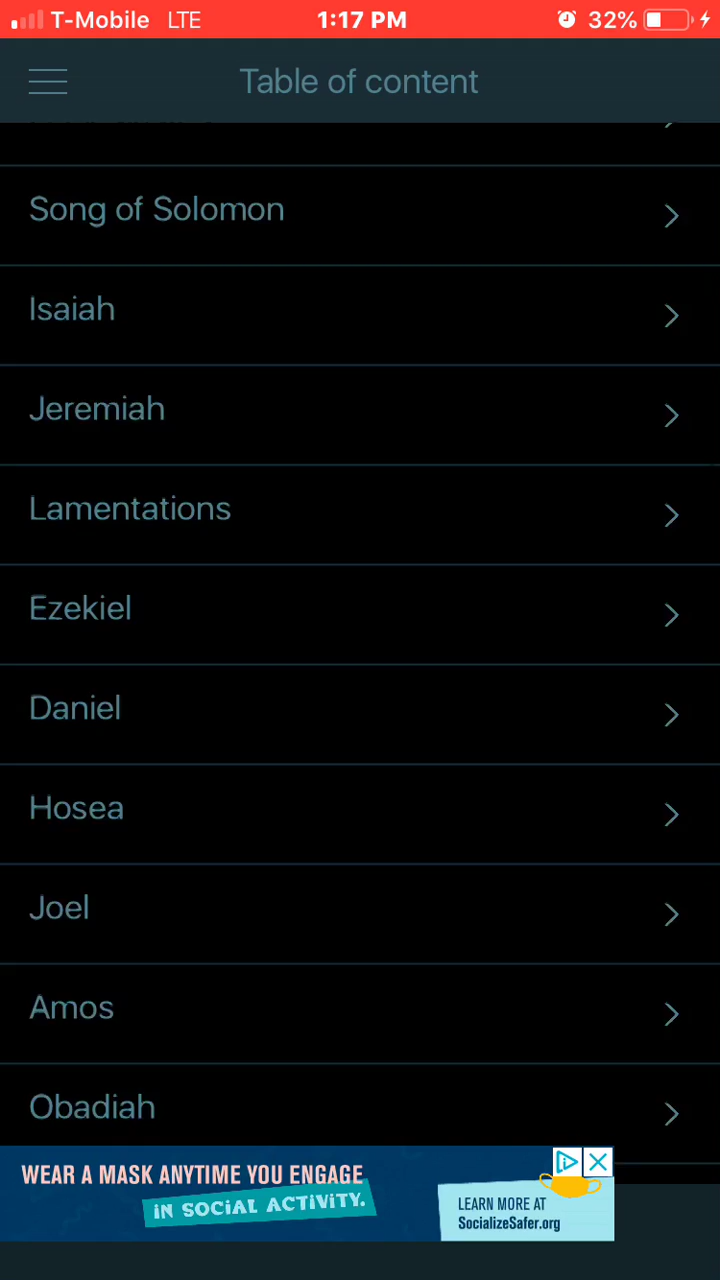 T-Mobile LTE 1:17 PM 32%
Table of content
Song of Solomon
Isaiah
Jeremiah
Lamentations
Ezekiel
Daniel
Hosea
Joel
Amos
Obadiah
WEAR A MASK ANYTIME YOU ENGAGE
IN SOCIAL ACTIVITY.
LEARN MORE AT
SocializeSafer.org